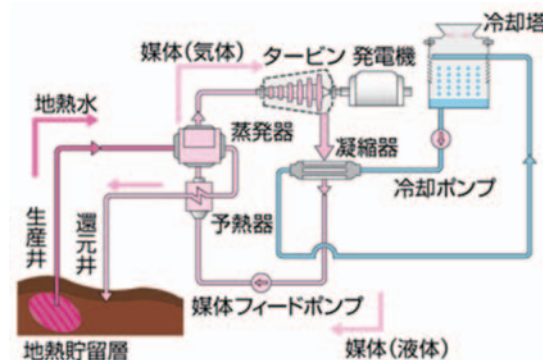 冷却塔
媒体(気体)
タービン 発電機
地熱水
蒸発器
凝縮器
冷却ポンプ
生産井
還元井
予熱器
媒体フィードポンプ
地熱貯留層
媒体(液体)